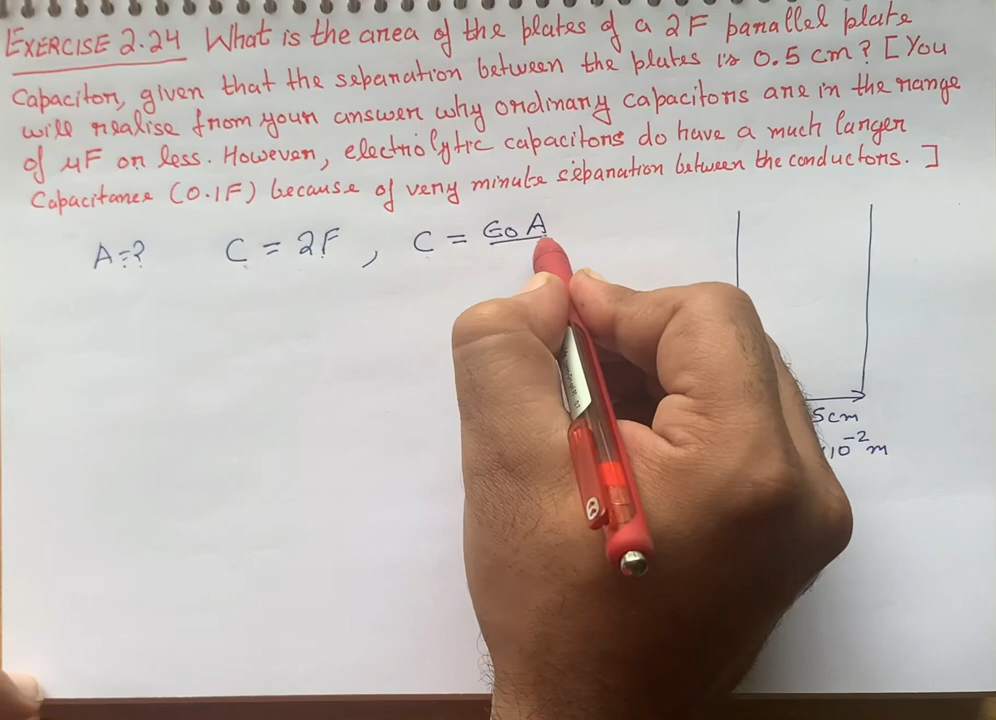 EXERCISE 2.24 What is the area of the plates of a 2F parallel plate
Capacitor, given that the separation between the plates is 0.5 cm? [You
will realise from your answer why ordinary capacitors are in the range
of μF or less. However, electrolytic capacitors do have a much larger
Capacitance (0.1F) because of very minute separation between the conductors.]
A=? C = 2F , C = ε0 A
5cm
10⁻² m